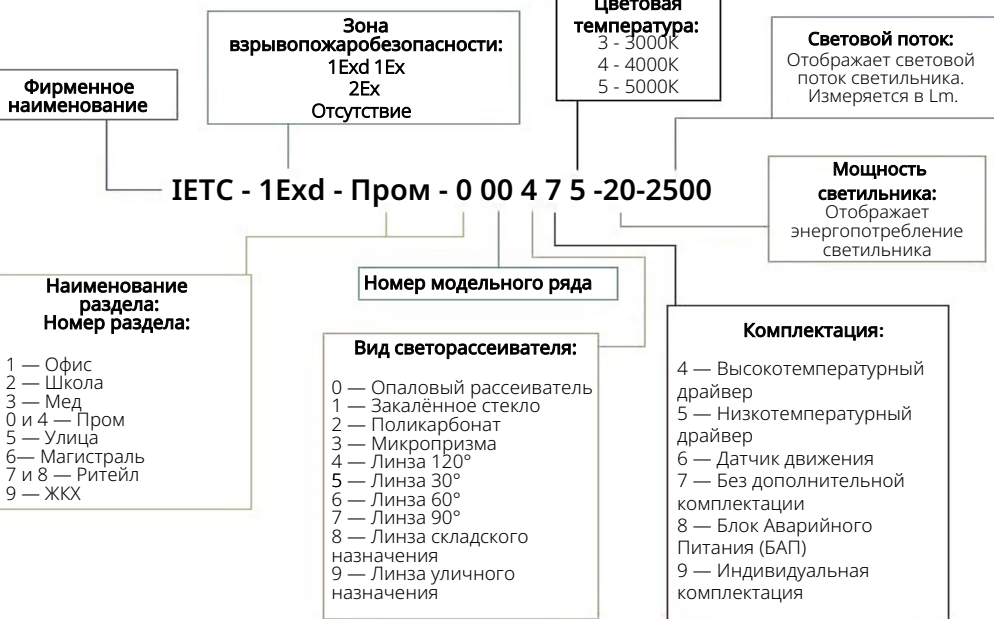 Фирменное
наименование
Зона
взрывопожаробезопасности:
1Exd 1Ex
2Ex
Отсутствие
Цветовая
температура:
3 - 3000К
4 - 4000К
5 - 5000К
Световой поток:
Отображает световой
поток светильника.
Измеряется в Lm.
IETC - 1Exd - Пром - 0 00 4 7 5 -20-2500
Мощность
светильника:
Отображает
энергопотребление
светильника
Наименование
раздела:
Номер раздела:
1 — Офис
2 — Школа
3 — Мед
0 и 4 — Пром
5 — Улица
6— Магистраль
7 и 8 — Ритейл
9 — ЖКХ
Номер модельного ряда
Вид светорассеивателя:
0 — Опаловый рассеиватель
1 — Закалённое стекло
2 — Поликарбонат
3 — Микропризма
4 — Линза 120°
5 — Линза 30°
6 — Линза 60°
7 — Линза 90°
8 — Линза складского
назначения
9 — Линза уличного
назначения
Комплектация:
4 — Высокотемпературный
драйвер
5 — Низкотемпературный
драйвер
6 — Датчик движения
7 — Без дополнительной
комплектации
8 — Блок Аварийного
Питания (БАП)
9 — Индивидуальная
комплектация